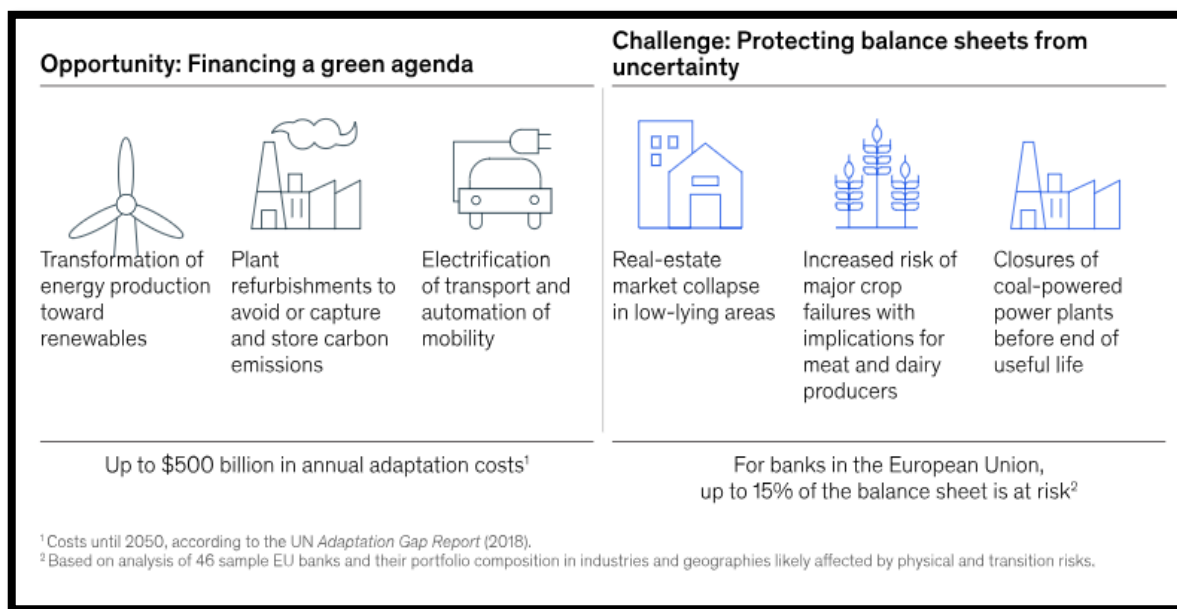 Opportunity: Financing a green agenda
Challenge: Protecting balance sheets from
uncertainty
Transformation of
energy production
toward
renewables
Plant
refurbishments to
avoid or capture
and store carbon
emissions
Electrification
of transport and
automation of
mobility
Real-estate
market collapse
in low-lying areas
Increased risk of
major crop
failures with
implications for
meat and dairy
producers
Closures of
coal-powered
power plants
before end of
useful life
Up to $500 billion in annual adaptation costs¹
For banks in the European Union,
up to 15% of the balance sheet is at risk²
¹ Costs until 2050, according to the UN Adaptation Gap Report (2018).
² Based on analysis of 46 sample EU banks and their portfolio composition in industries and geographies likely affected by physical and transition risks.